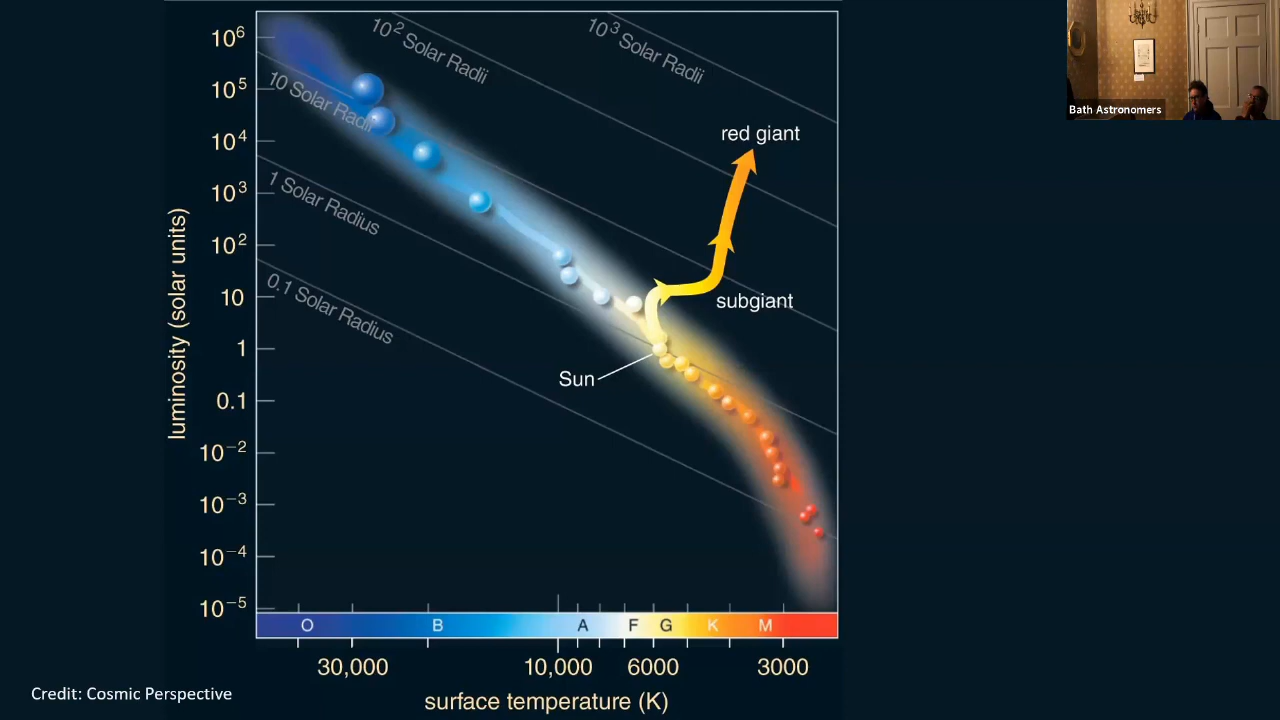 10⁶
10⁵
10⁴
10³
10²
10
1
0.1
10⁻²
10⁻³
10⁻⁴
10⁻⁵
luminosity (solar units)
10² Solar Radii
10³ Solar Radii
10 Solar Radii
1 Solar Radius
0.1 Solar Radius
red giant
subgiant
Sun
O B A F G K M
30,000 10,000 6000 3000
surface temperature (K)
Credit: Cosmic Perspective
Bath Astronomers